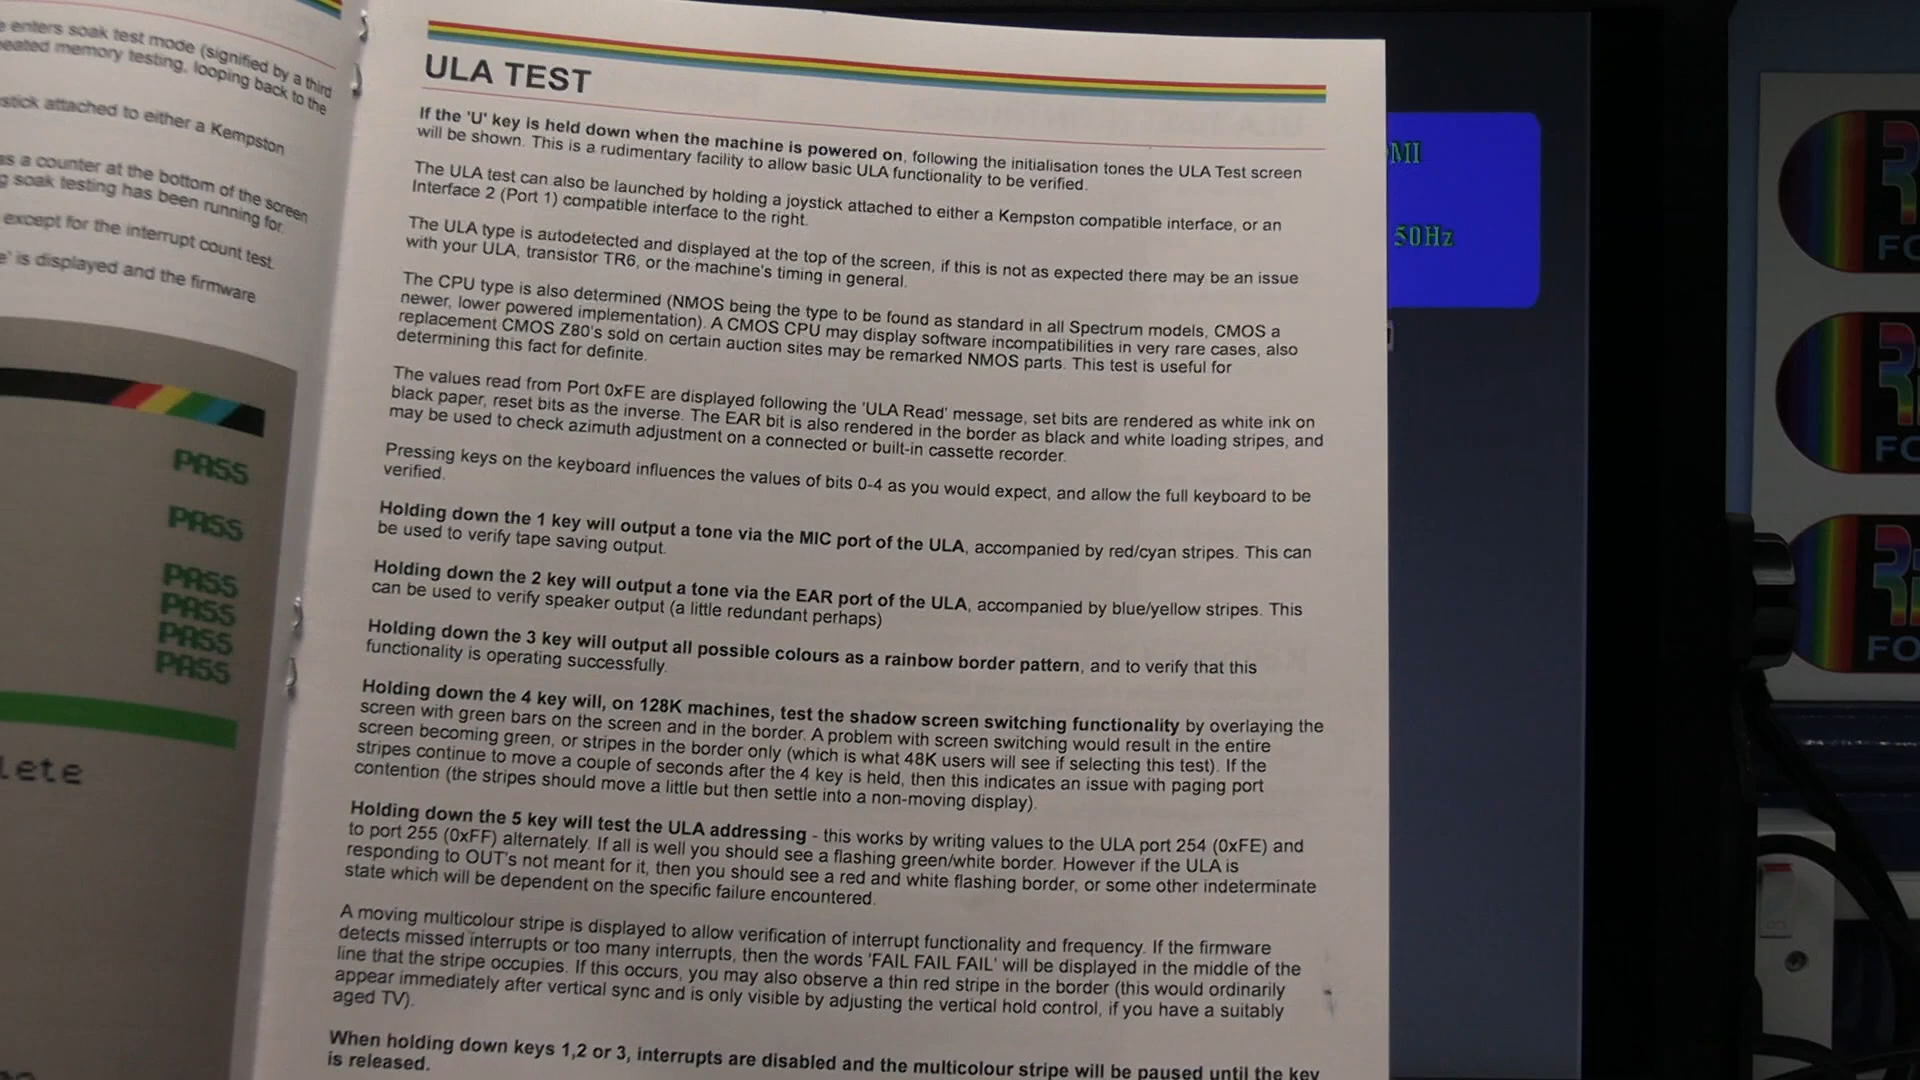 e enters soak test mode (signified by a third
eated memory testing, looping back to the
stick attached to either a Kempston
as a counter at the bottom of the screen
g soak testing has been running for.
except for the interrupt count test.
e' is displayed and the firmware
PASS
PASS
PASS
PASS
PASS
PASS
lete
ULA TEST
If the 'U' key is held down when the machine is powered on, following the initialisation tones the ULA Test screen
will be shown. This is a rudimentary facility to allow basic ULA functionality to be verified.
The ULA test can also be launched by holding a joystick attached to either a Kempston compatible interface, or an
Interface 2 (Port 1) compatible interface to the right.
The ULA type is autodetected and displayed at the top of the screen, if this is not as expected there may be an issue
with your ULA, transistor TR6, or the machine's timing in general.
The CPU type is also determined (NMOS being the type to be found as standard in all Spectrum models, CMOS a
newer, lower powered implementation). A CMOS CPU may display software incompatibilities in very rare cases, also
replacement CMOS Z80's sold on certain auction sites may be remarked NMOS parts. This test is useful for
determining this fact for definite.
The values read from Port 0xFE are displayed following the 'ULA Read' message, set bits are rendered as white ink on
black paper, reset bits as the inverse. The EAR bit is also rendered in the border as black and white loading stripes, and
may be used to check azimuth adjustment on a connected or built-in cassette recorder.
Pressing keys on the keyboard influences the values of bits 0-4 as you would expect, and allow the full keyboard to be
verified.
Holding down the 1 key will output a tone via the MIC port of the ULA, accompanied by red/cyan stripes. This can
be used to verify tape saving output.
Holding down the 2 key will output a tone via the EAR port of the ULA, accompanied by blue/yellow stripes. This
can be used to verify speaker output (a little redundant perhaps)
Holding down the 3 key will output all possible colours as a rainbow border pattern, and to verify that this
functionality is operating successfully.
Holding down the 4 key will, on 128K machines, test the shadow screen switching functionality by overlaying the
screen with green bars on the screen and in the border. A problem with screen switching would result in the entire
screen becoming green, or stripes in the border only (which is what 48K users will see if selecting this test). If the
stripes continue to move a couple of seconds after the 4 key is held, then this indicates an issue with paging port
contention (the stripes should move a little but then settle into a non-moving display).
Holding down the 5 key will test the ULA addressing - this works by writing values to the ULA port 254 (0xFE) and
to port 255 (0xFF) alternately. If all is well you should see a flashing green/white border. However if the ULA is
responding to OUT's not meant for it, then you should see a red and white flashing border, or some other indeterminate
state which will be dependent on the specific failure encountered.
A moving multicolour stripe is displayed to allow verification of interrupt functionality and frequency. If the firmware
detects missed interrupts or too many interrupts, then the words 'FAIL FAIL FAIL' will be displayed in the middle of the
line that the stripe occupies. If this occurs, you may also observe a thin red stripe in the border (this would ordinarily
appear immediately after vertical sync and is only visible by adjusting the vertical hold control, if you have a suitably
aged TV).
When holding down keys 1,2 or 3, interrupts are disabled and the multicolour stripe will be paused until the key
is released.
MI
50Hz
FO
FO
FO